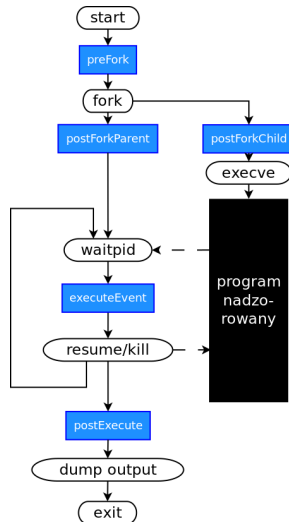 start
preFork
fork
postForkParent
postForkChild
execve
waitpid
program
nadzo-
rowany
executeEvent
resume/kill
postExecute
dump output
exit